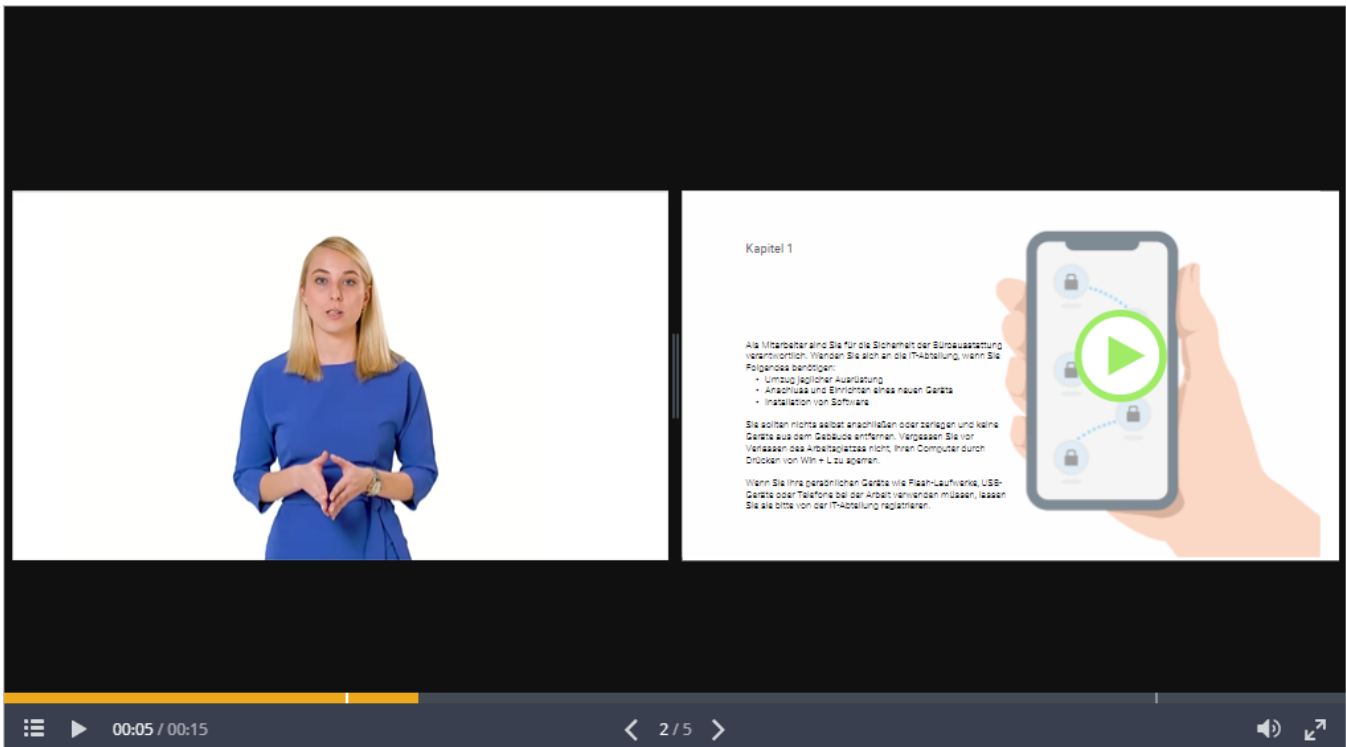 Kapitel 1
Als Mitarbeiter sind Sie für die Sicherheit der Büroausstattung
verantwortlich. Wenden Sie sich an die IT-Abteilung, wenn Sie
Folgendes benötigen:
• Umzug jeglicher Ausrüstung
• Anschluss und Einrichten eines neuen Geräts
• Installation von Software
Sie sollten nichts selbst anschließen oder zerlegen und keine
Geräte aus dem Gebäude entfernen. Vergessen Sie vor
Verlassen des Arbeitsplatzes nicht, Ihren Computer durch
Drücken von Win + L zu sperren.
Wenn Sie Ihre persönlichen Geräte wie Flash-Laufwerke, USB-
Geräte oder Telefone bei der Arbeit verwenden müssen, lassen
Sie sie bitte von der IT-Abteilung registrieren.
00:05 / 00:15
2 / 5